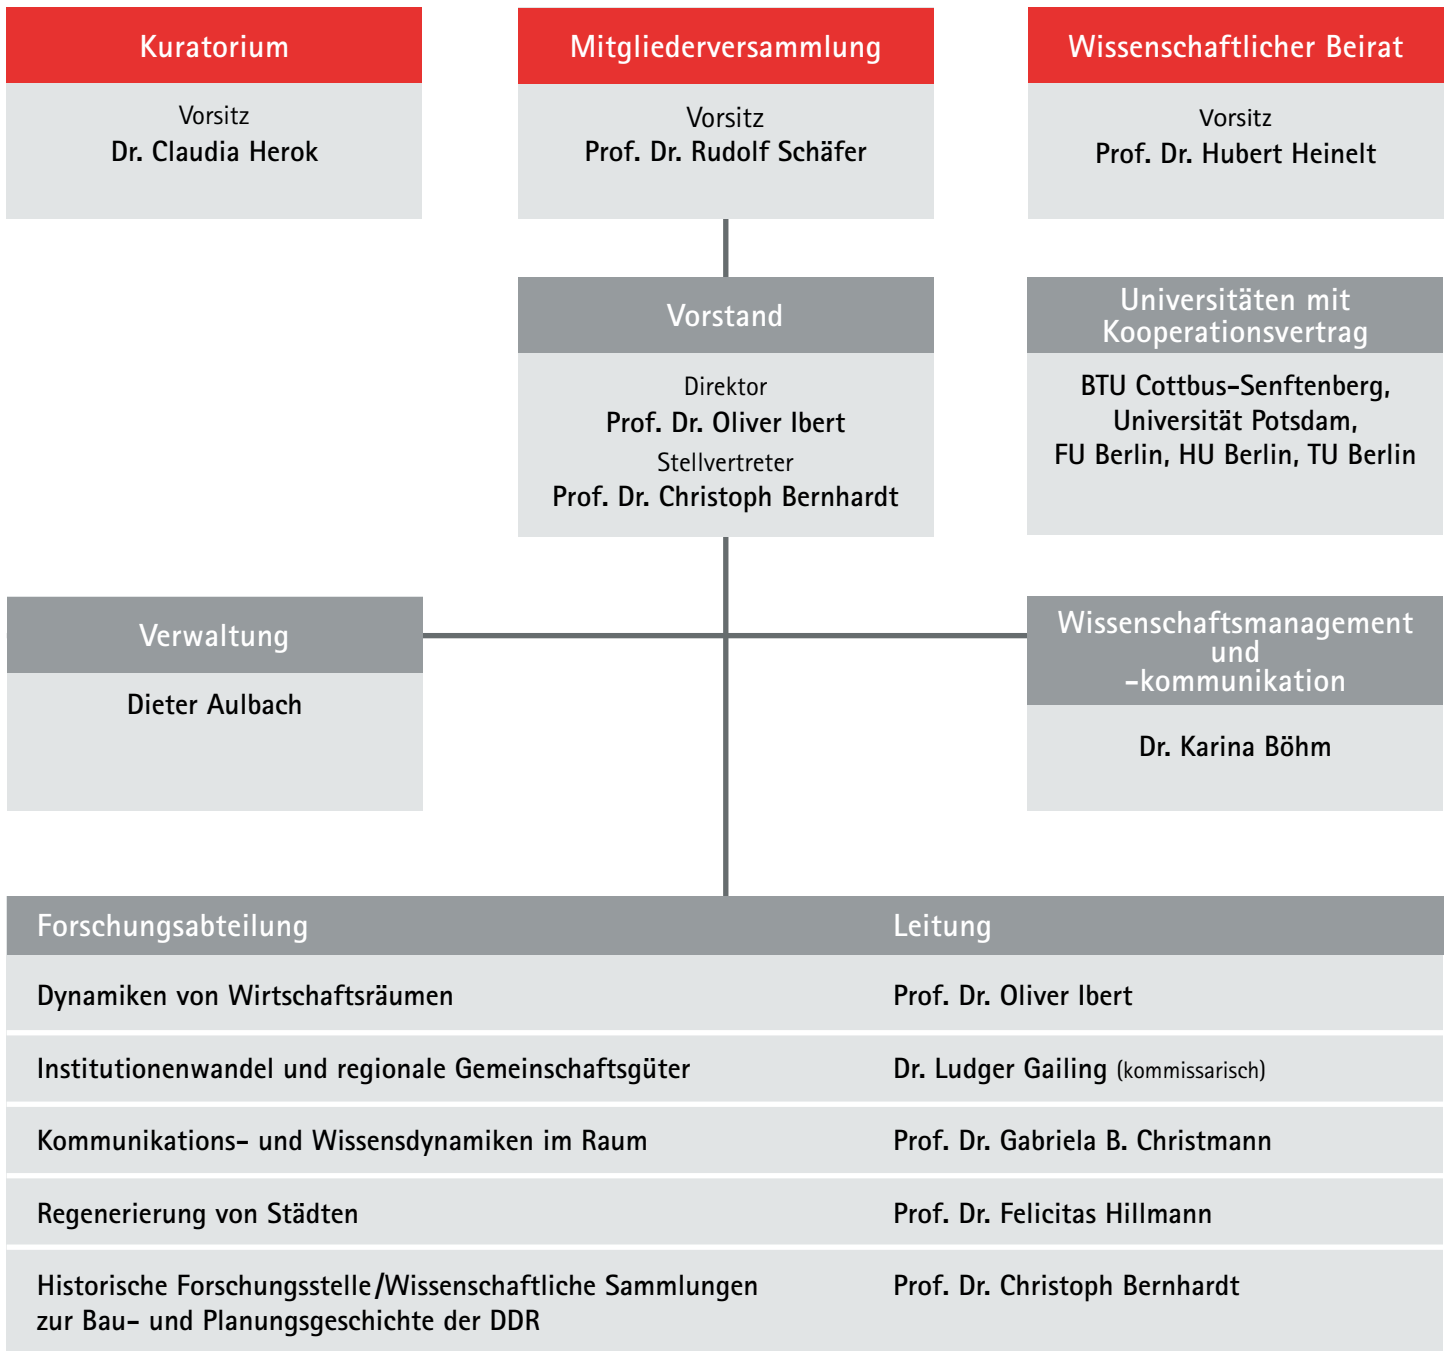 Kuratorium
Vorsitz
Dr. Claudia Herok
Mitgliederversammlung
Vorsitz
Prof. Dr. Rudolf Schäfer
Wissenschaftlicher Beirat
Vorsitz
Prof. Dr. Hubert Heinelt
Vorstand
Direktor
Prof. Dr. Oliver Ibert
Stellvertreter
Prof. Dr. Christoph Bernhardt
Universitäten mit
Kooperationsvertrag
BTU Cottbus-Senftenberg,
Universität Potsdam,
FU Berlin, HU Berlin, TU Berlin
Verwaltung
Dieter Aulbach
Wissenschaftsmanagement
und
-kommunikation
Dr. Karina Böhm
Forschungsabteilung Leitung
Dynamiken von Wirtschaftsräumen Prof. Dr. Oliver Ibert
Institutionenwandel und regionale Gemeinschaftsgüter Dr. Ludger Gailing (kommissarisch)
Kommunikations- und Wissensdynamiken im Raum Prof. Dr. Gabriela B. Christmann
Regenerierung von Städten Prof. Dr. Felicitas Hillmann
Historische Forschungsstelle/Wissenschaftliche Sammlungen Prof. Dr. Christoph Bernhardt
zur Bau- und Planungsgeschichte der DDR